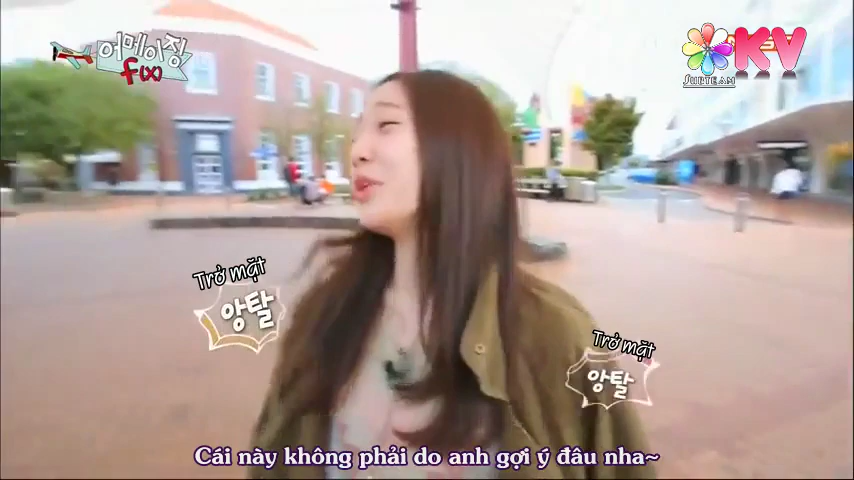 어메이징
f(x)
KV
SUBTEAM
Trở mặt
앙탈
Trở mặt
앙탈
Cái này không phải do anh gợi ý đâu nha~